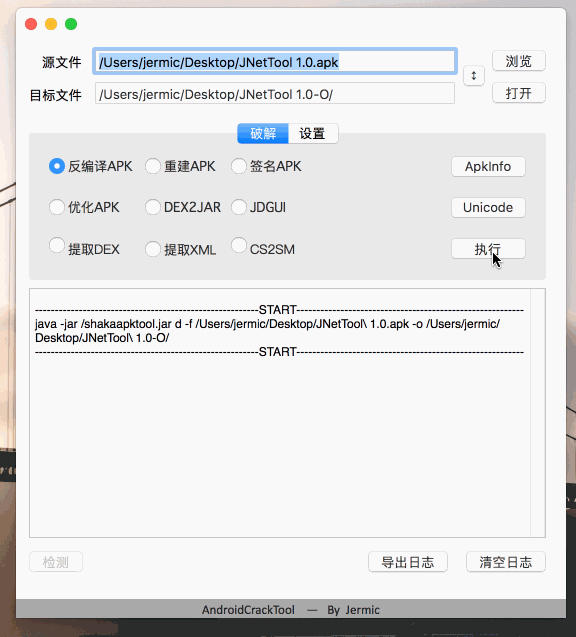 源文件 /Users/jermic/Desktop/JNetTool 1.0.apk 浏览
目标文件 /Users/jermic/Desktop/JNetTool 1.0-O/ 打开
破解 设置
反编译APK 重建APK 签名APK ApkInfo
优化APK DEX2JAR JDGUI Unicode
提取DEX 提取XML CS2SM 执行
--------------------------------------------------------START---------------------------------------------------------
java -jar /shakaapktool.jar d -f /Users/jermic/Desktop/JNetTool\ 1.0.apk -o /Users/jermic/
Desktop/JNetTool\ 1.0-O/
--------------------------------------------------------START---------------------------------------------------------
检测 导出日志 清空日志
AndroidCrackTool — By Jermic